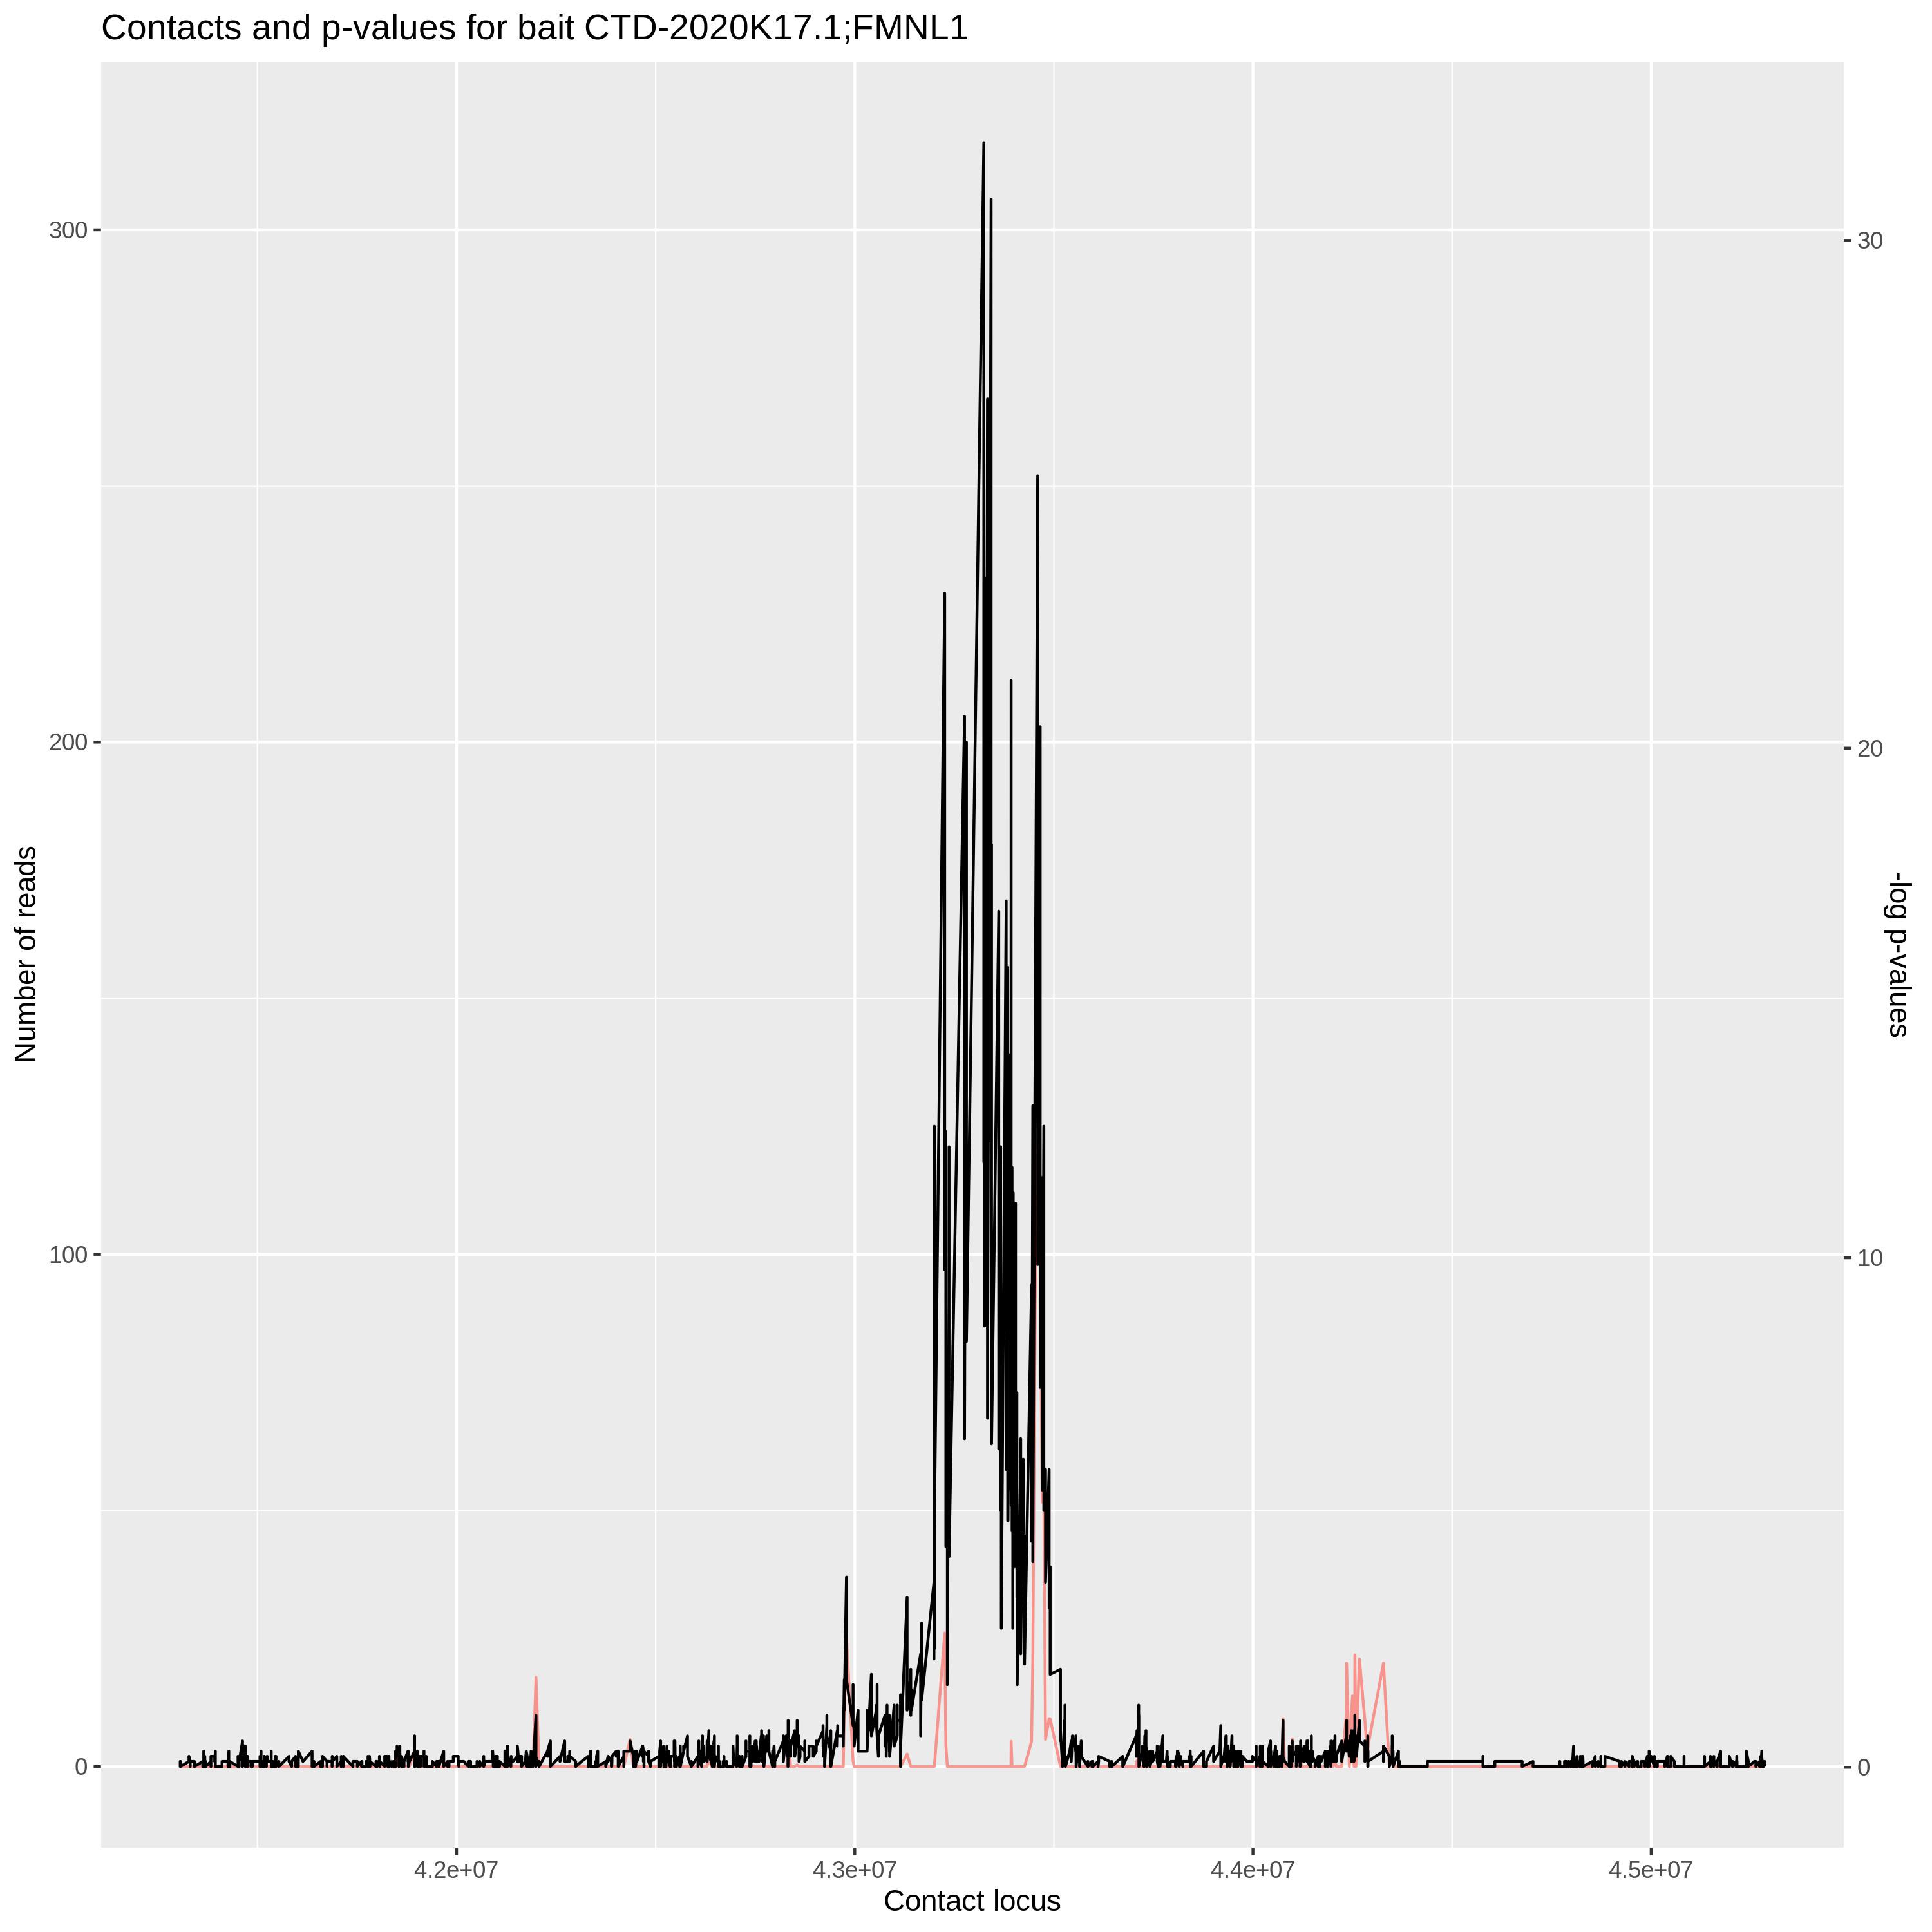 Contacts and p-values for bait CTD-2020K17.1;FMNL1
300
200
100
0
Number of reads
30
20
10
0
-log p-values
4.2e+07
4.3e+07
4.4e+07
4.5e+07
Contact locus